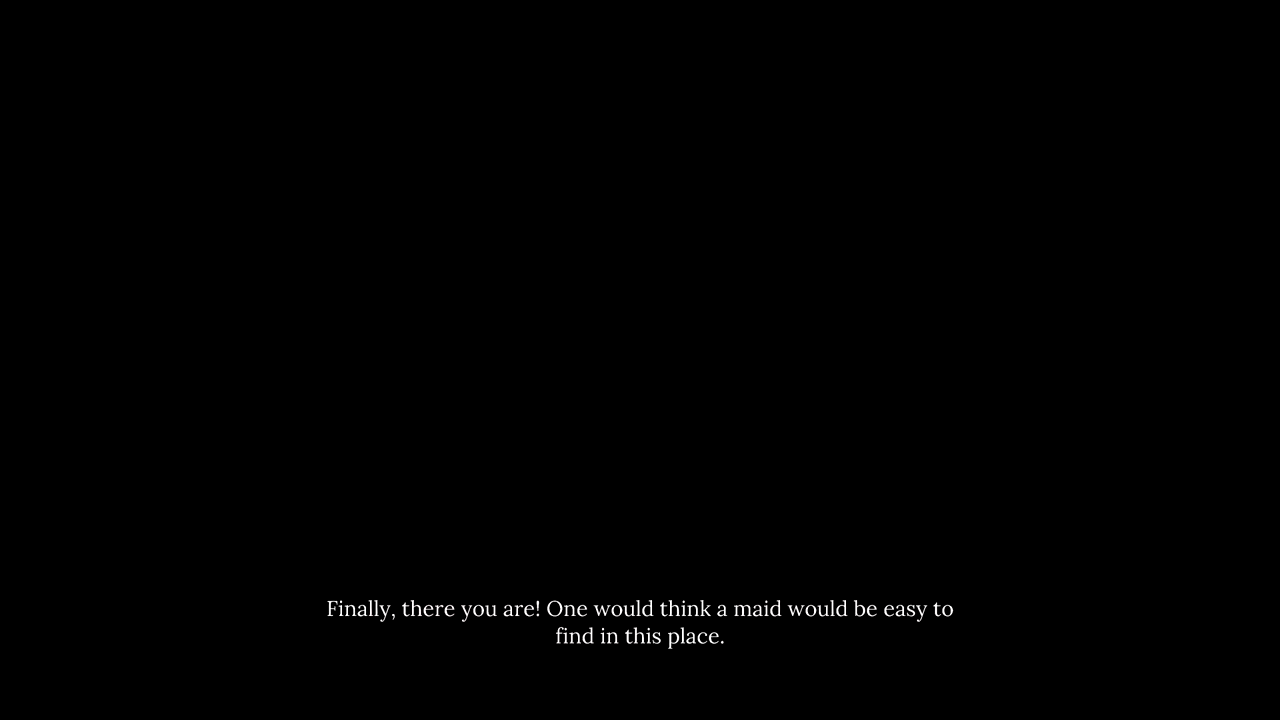 Finally, there you are! One would think a maid would be easy to
find in this place.